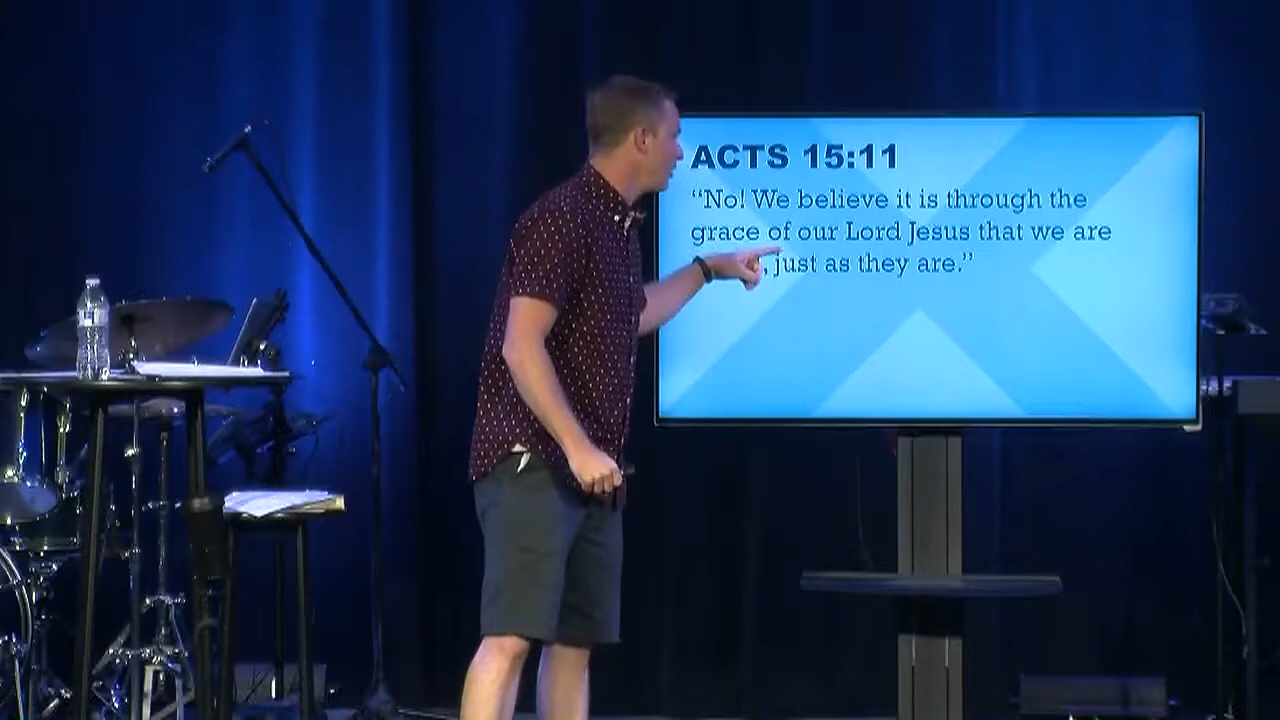 ACTS 15:11
“No! We believe it is through the
grace of our Lord Jesus that we are
, just as they are.”